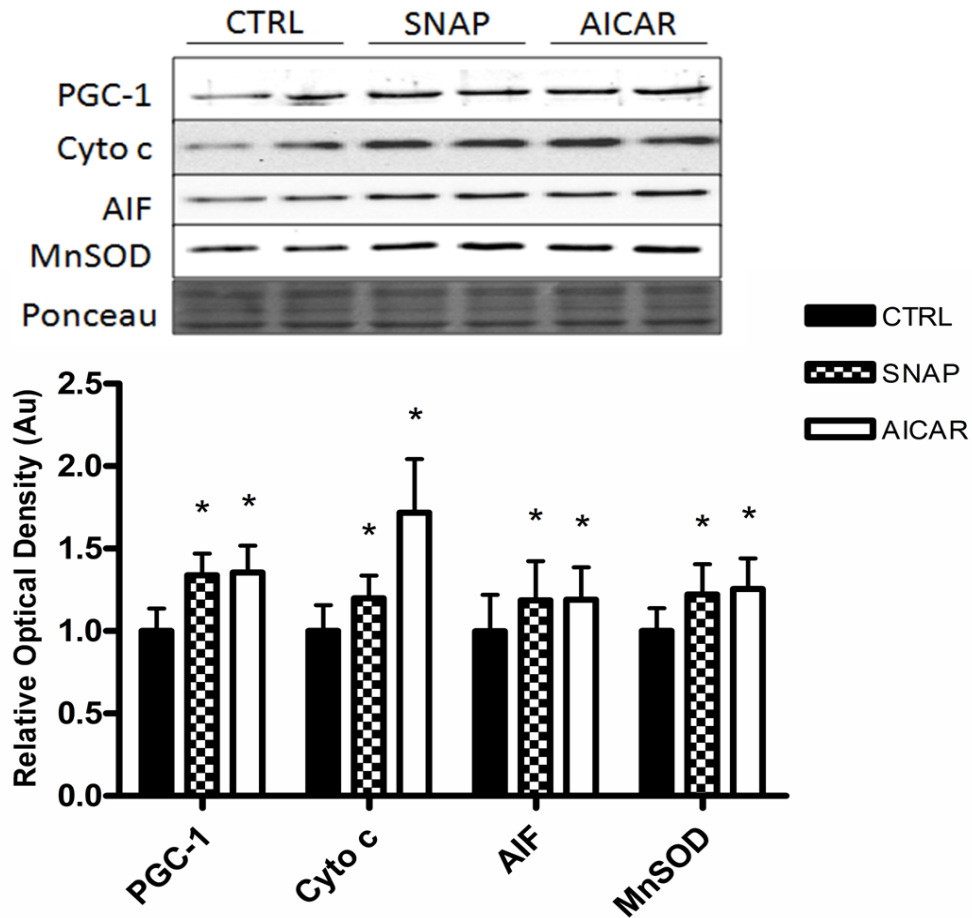 CTRL SNAP AICAR
PGC-1
Cyto c
AIF
MnSOD
Ponceau
CTRL
SNAP
AICAR
Relative Optical Density (Au)
2.5
2.0
1.5
1.0
0.5
0.0
*
* *
*
* *
* *
PGC-1 Cyto c AIF MnSOD